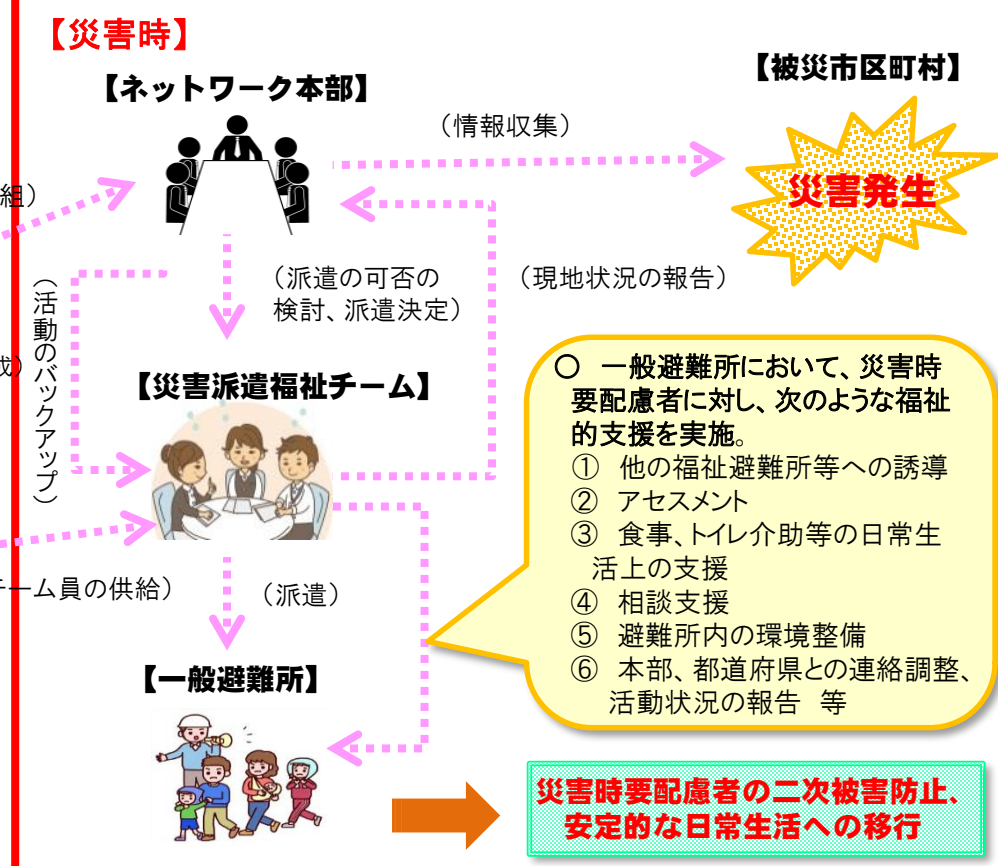 【災害時】
【ネットワーク本部】
【被災市区町村】
（情報収集）
災害発生
組）
（派遣の可否の
検討、派遣決定）
（現地状況の報告）
（活動のバックアップ）
成）
【災害派遣福祉チーム】
○　一般避難所において、災害時
要配慮者に対し、次のような福祉
的支援を実施。
①　他の福祉避難所等への誘導
②　アセスメント
③　食事、トイレ介助等の日常生
活上の支援
④　相談支援
⑤　避難所内の環境整備
⑥　本部、都道府県との連絡調整、
活動状況の報告　等
チーム員の供給）
（派遣）
【一般避難所】
災害時要配慮者の二次被害防止、
安定的な日常生活への移行